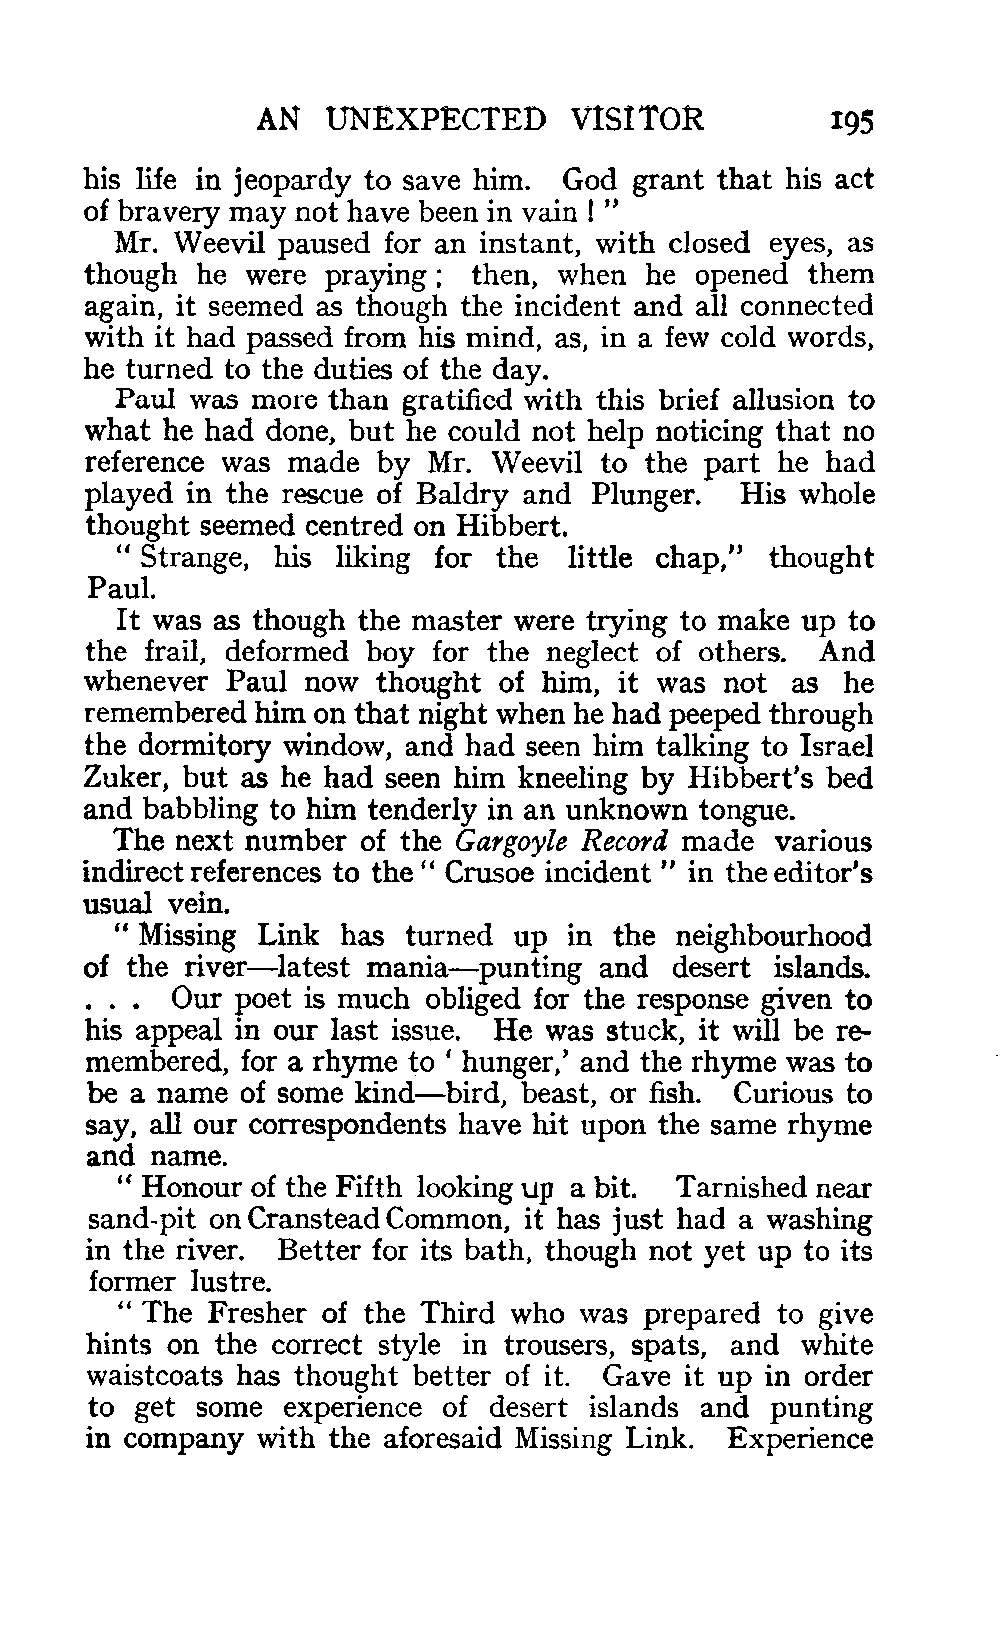 AN UNEXPECTED VISITOR 195
his life in jeopardy to save him. God grant that his act
of bravery may not have been in vain ! "
Mr. Weevil paused for an instant, with closed eyes, as
though he were praying ; then, when he opened them
again, it seemed as though the incident and all connected
with it had passed from his mind, as, in a few cold words,
he turned to the duties of the day.
Paul was more than gratified with this brief allusion to
what he had done, but he could not help noticing that no
reference was made by Mr. Weevil to the part he had
played in the rescue of Baldry and Plunger. His whole
thought seemed centred on Hibbert.
" Strange, his liking for the little chap," thought
Paul.
It was as though the master were trying to make up to
the frail, deformed boy for the neglect of others. And
whenever Paul now thought of him, it was not as he
remembered him on that night when he had peeped through
the dormitory window, and had seen him talking to Israel
Zuker, but as he had seen him kneeling by Hibbert's bed
and babbling to him tenderly in an unknown tongue.
The next number of the Gargoyle Record made various
indirect references to the " Crusoe incident " in the editor's
usual vein.
" Missing Link has turned up in the neighbourhood
of the river—latest mania—punting and desert islands.
. . . Our poet is much obliged for the response given to
his appeal in our last issue. He was stuck, it will be re-
membered, for a rhyme to ' hunger,' and the rhyme was to
be a name of some kind—bird, beast, or fish. Curious to
say, all our correspondents have hit upon the same rhyme
and name.
" Honour of the Fifth looking up a bit. Tarnished near
sand-pit on Cranstead Common, it has just had a washing
in the river. Better for its bath, though not yet up to its
former lustre.
" The Fresher of the Third who was prepared to give
hints on the correct style in trousers, spats, and white
waistcoats has thought better of it. Gave it up in order
to get some experience of desert islands and punting
in company with the aforesaid Missing Link. Experience